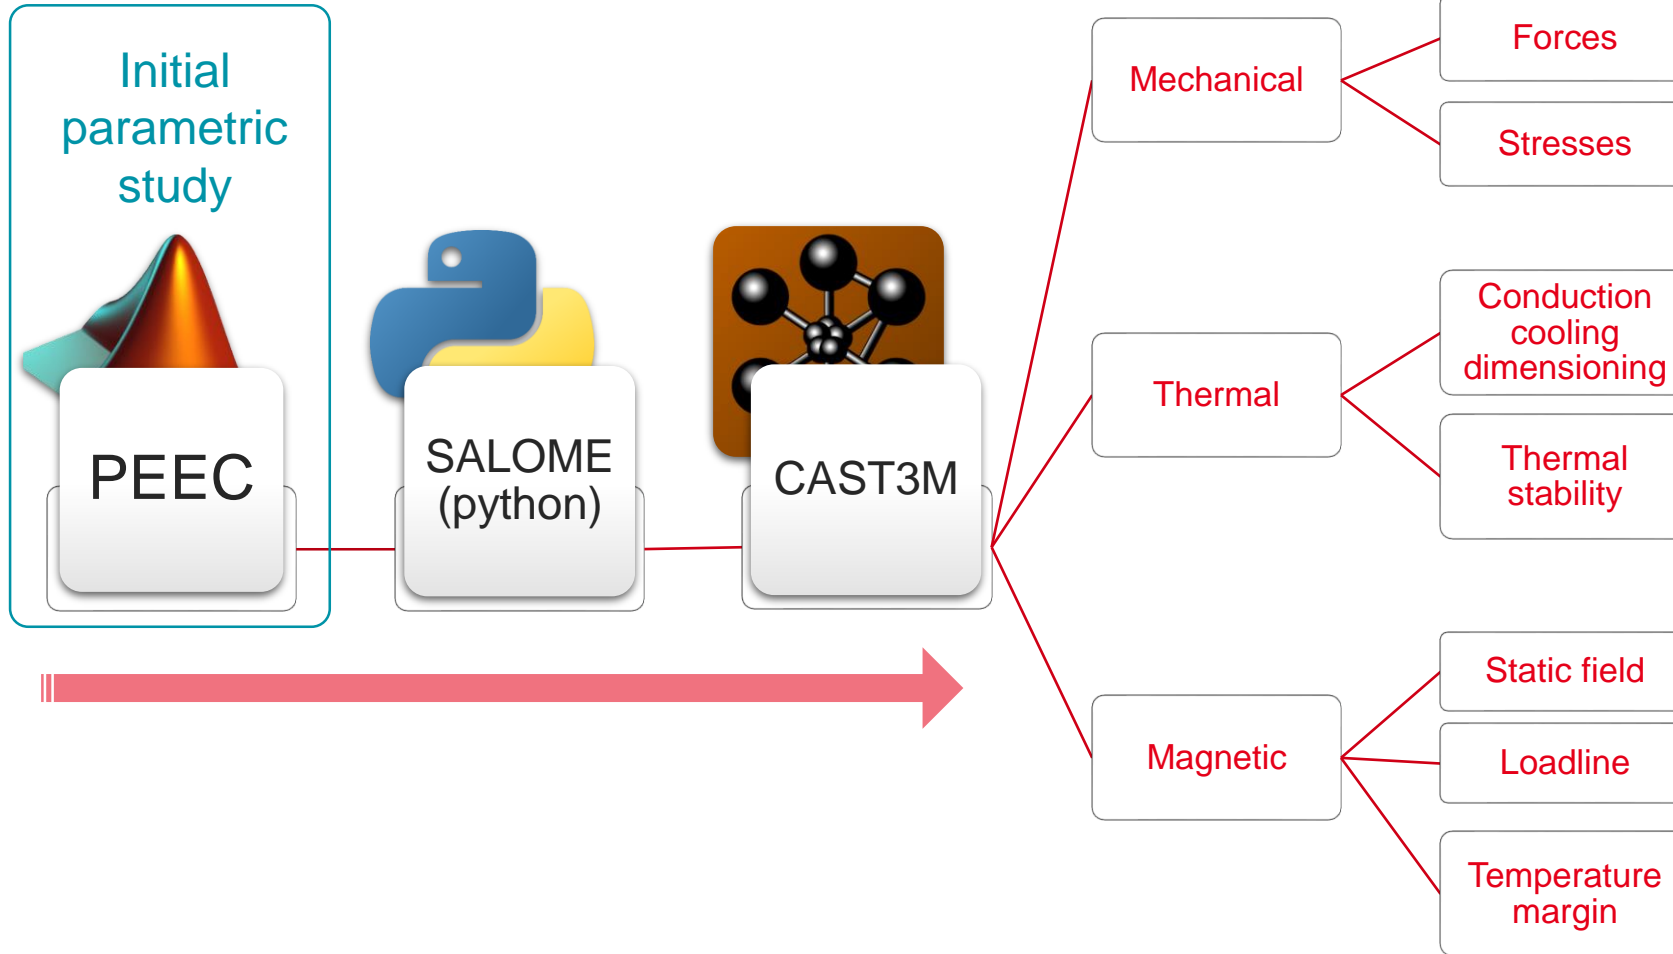 Initial
parametric
study
PEEC
SALOME
(python)
CAST3M
Mechanical
Forces
Stresses
Thermal
Conduction
cooling
dimensioning
Thermal
stability
Magnetic
Static field
Loadline
Temperature
margin